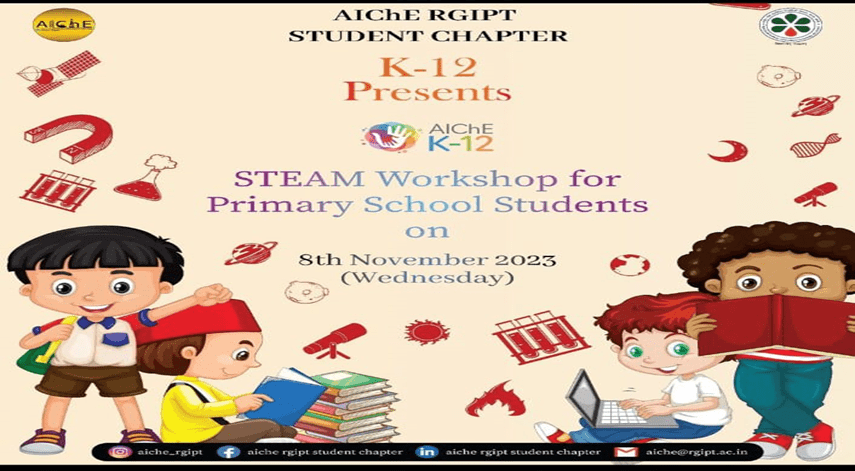 AIChE
AIChE RGIPT
STUDENT CHAPTER
K-12
Presents
AIChE
K-12
STEAM Workshop for
Primary School Students
on
8th November 2023
(Wednesday)
aiche_rgipt aiche rgipt student chapter aiche rgipt student chapter aiche@rgipt.ac.in